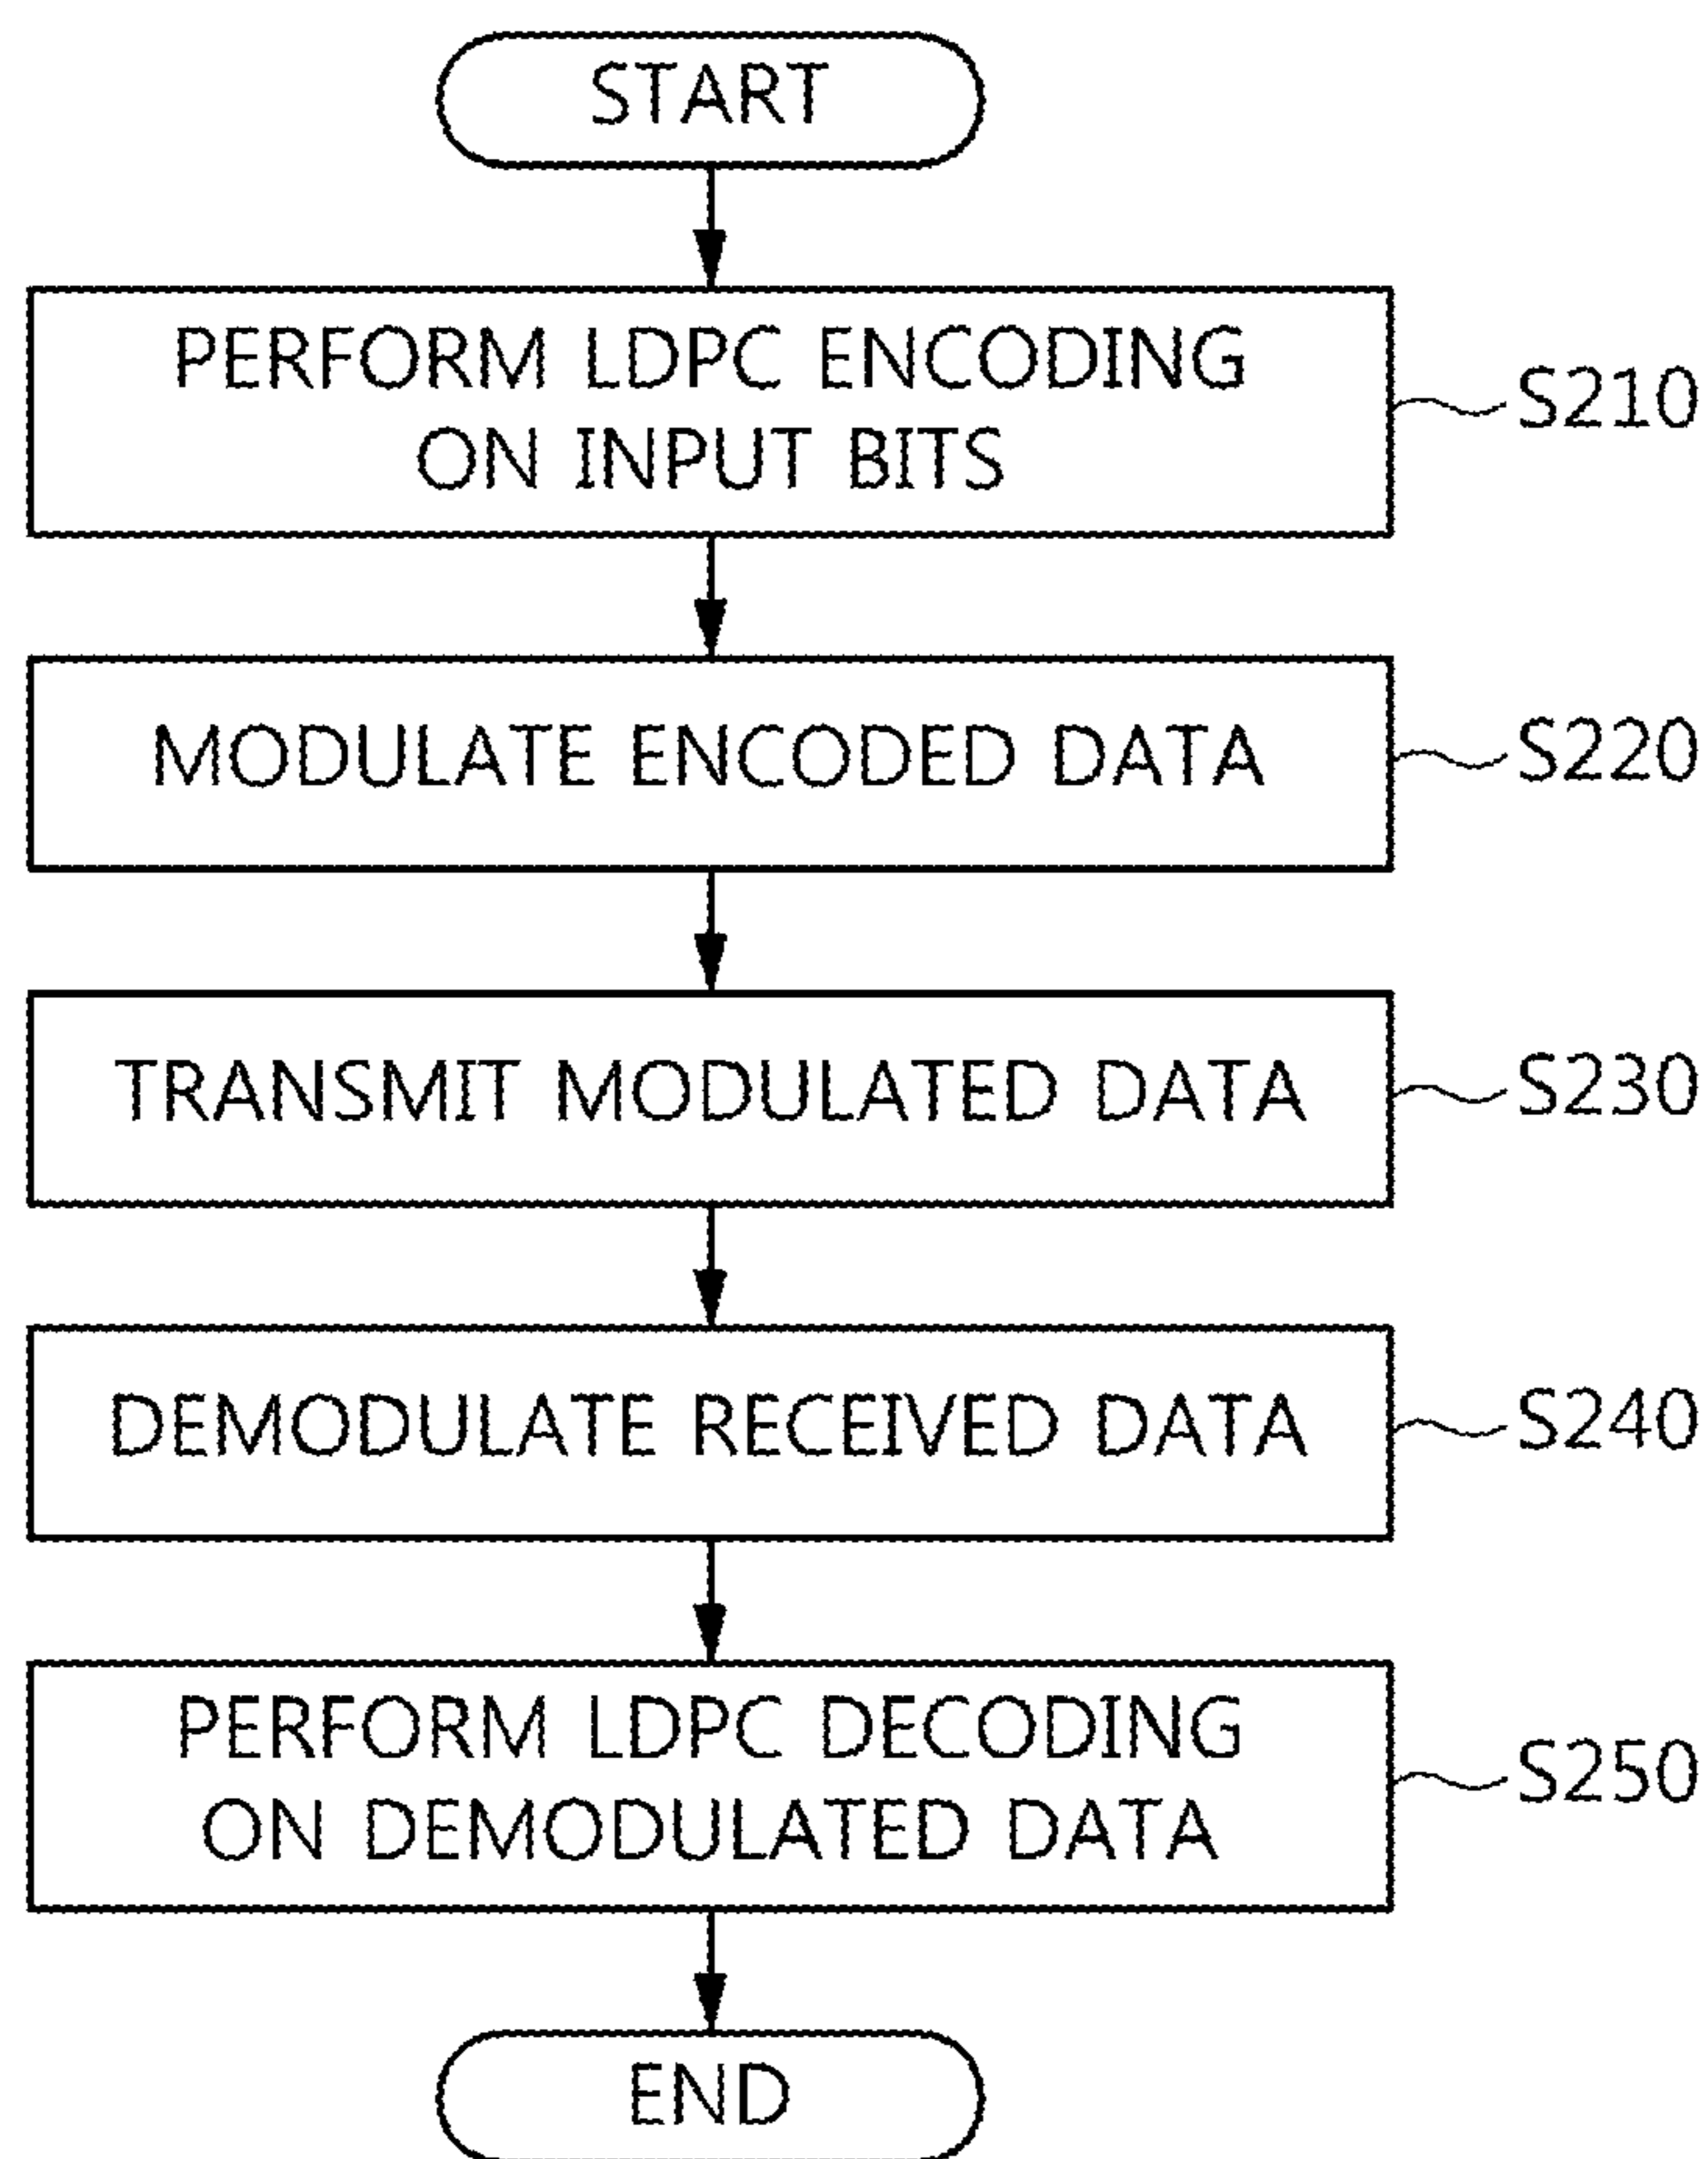 START
PERFORM LDPC ENCODING
ON INPUT BITS
S210
MODULATE ENCODED DATA
S220
TRANSMIT MODULATED DATA
S230
DEMODULATE RECEIVED DATA
S240
PERFORM LDPC DECODING
ON DEMODULATED DATA
S250
END